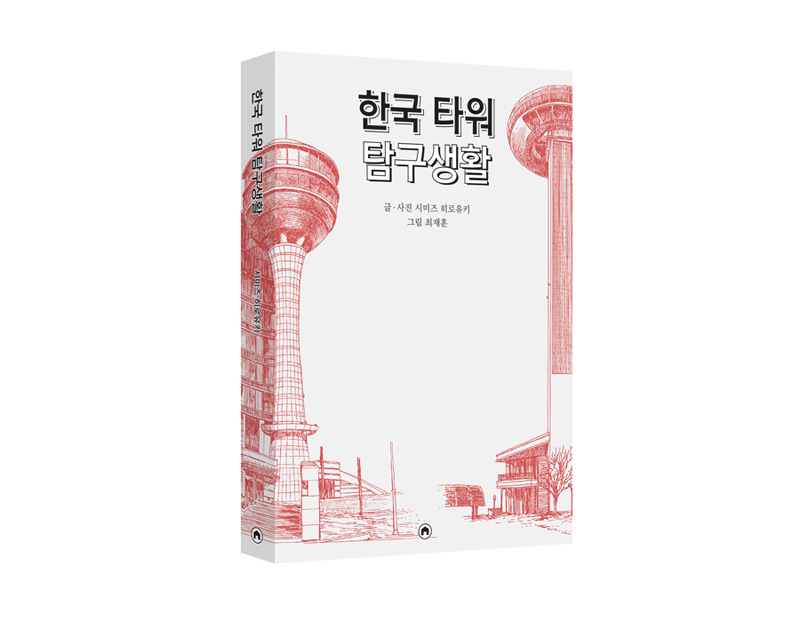 한국 타워
탐구생활
글·사진 시미즈 히로유키
그림 최재훈
한국 타워 탐구생활
시미즈 히로유키